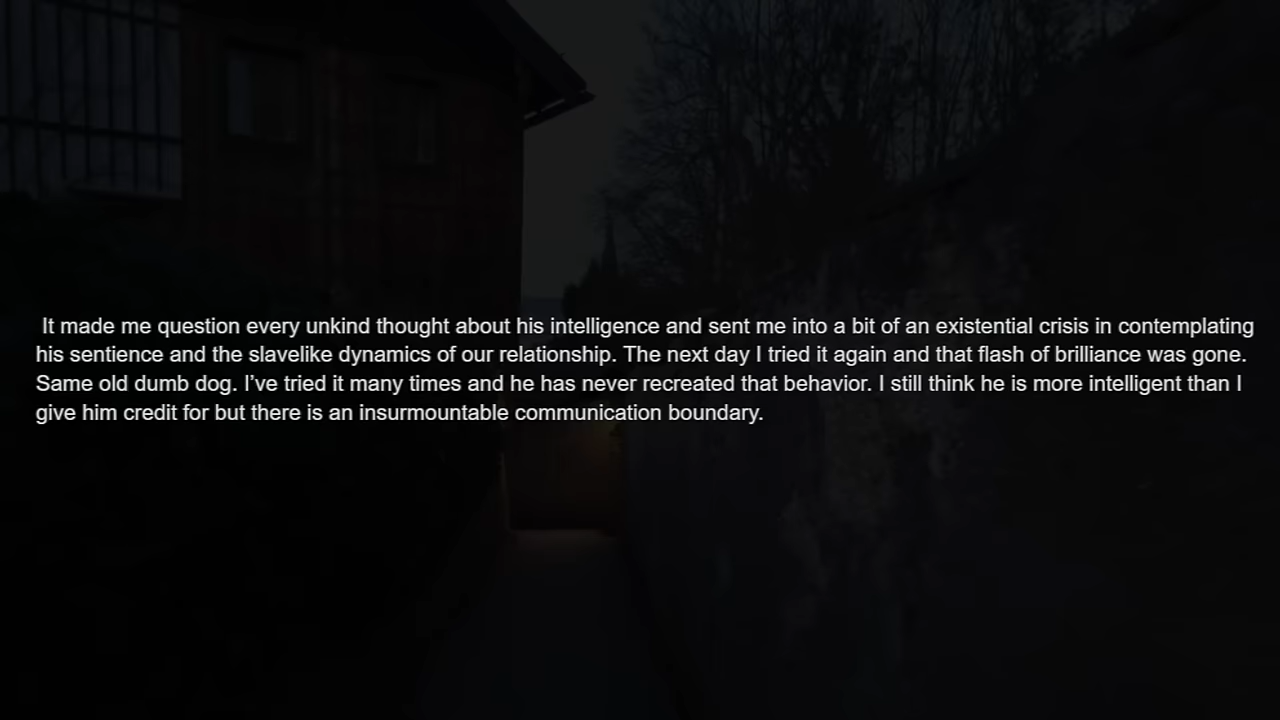 It made me question every unkind thought about his intelligence and sent me into a bit of an existential crisis in contemplating
his sentience and the slavelike dynamics of our relationship. The next day I tried it again and that flash of brilliance was gone.
Same old dumb dog. I’ve tried it many times and he has never recreated that behavior. I still think he is more intelligent than I
give him credit for but there is an insurmountable communication boundary.